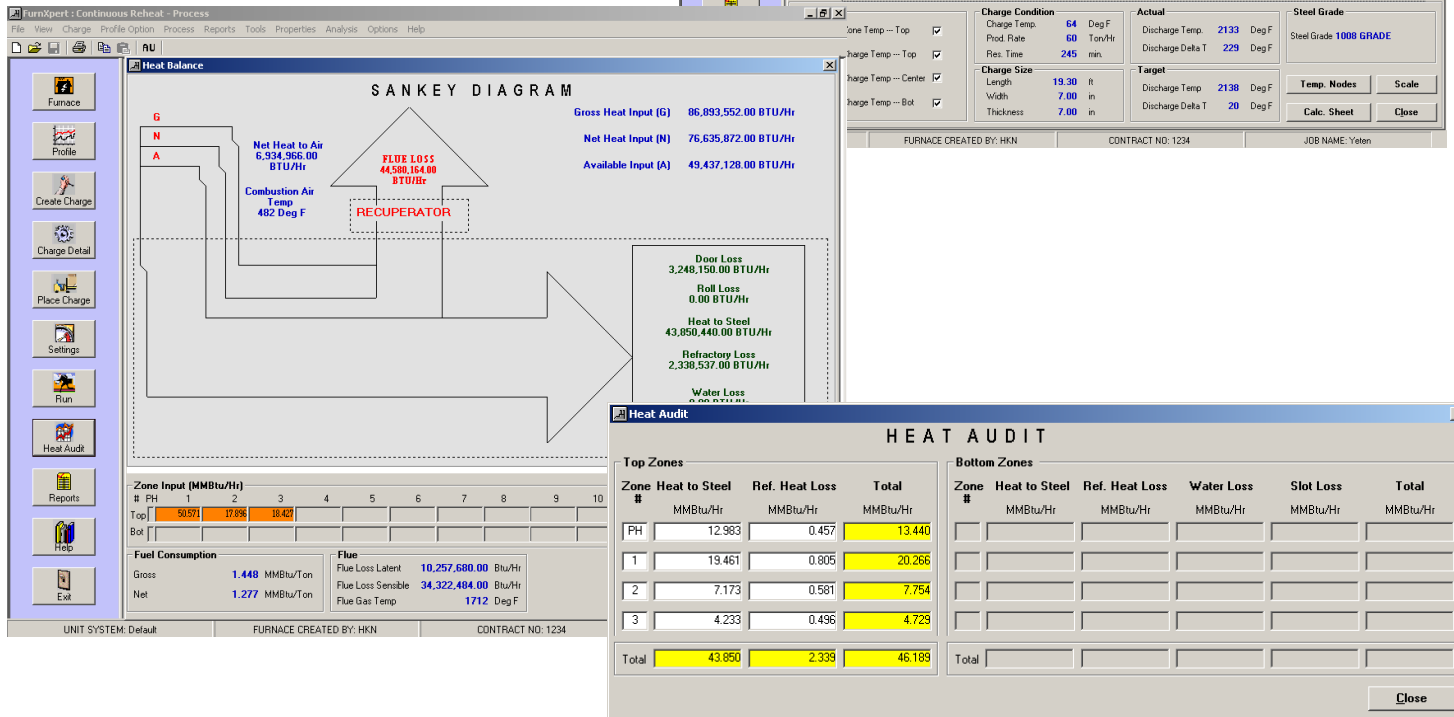 FurnXpert : Continuous Reheat - Process
File View Charge Profile Option Process Reports Tools Properties Analysis Options Help
AU
Furnace
Profile
Create Charge
Charge Detail
Place Charge
Settings
Run
Heat Audit
Reports
Help
Exit
Heat Balance
SANKEY DIAGRAM
G
N
A
Net Heat to Air
6,934,966.00
BTU/Hr
Combustion Air
Temp
482 Deg F
FLUE LOSS
44,580,164.00
BTU/Hr
RECUPERATOR
Gross Heat Input (G) 86,893,552.00 BTU/Hr
Net Heat Input (N) 76,635,872.00 BTU/Hr
Available Input (A) 49,437,128.00 BTU/Hr
Door Loss
3,248,150.00 BTU/Hr
Roll Loss
0.00 BTU/Hr
Heat to Steel
43,850,440.00 BTU/Hr
Refractory Loss
2,338,537.00 BTU/Hr
Water Loss
Zone Input (MMBtu/Hr)
# PH 1 2 3 4 5 6 7 8 9 10
Top 50.571 17.896 18.427
Bot
Fuel Consumption
Gross 1.448 MMBtu/Ton
Net 1.277 MMBtu/Ton
Flue
Flue Loss Latent 10,257,680.00 Btu/Hr
Flue Loss Sensible 34,322,484.00 Btu/Hr
Flue Gas Temp 1712 Deg F
UNIT SYSTEM: Default FURNACE CREATED BY: HKN CONTRACT NO: 1234
Zone Temp --- Top
Charge Temp --- Top
Charge Temp --- Center
Charge Temp --- Bot
Charge Condition
Charge Temp. 64 Deg F
Prod. Rate 60 Ton/Hr
Res. Time 245 min.
Charge Size
Length 19.30 ft
Width 7.00 in
Thickness 7.00 in
Actual
Discharge Temp. 2133 Deg F
Discharge Delta T 229 Deg F
Target
Discharge Temp 2138 Deg F
Discharge Delta T 20 Deg F
Steel Grade
Steel Grade 1008 GRADE
Temp. Nodes Scale
Calc. Sheet Close
FURNACE CREATED BY: HKN CONTRACT NO: 1234 JOB NAME: Yeten
Heat Audit
HEAT AUDIT
Top Zones
Zone # Heat to Steel Ref. Heat Loss Total
MMBtu/Hr MMBtu/Hr MMBtu/Hr
PH 12.983 0.457 13.440
1 19.461 0.805 20.266
2 7.173 0.581 7.754
3 4.233 0.496 4.729
Total 43.850 2.339 46.189
Bottom Zones
Zone # Heat to Steel Ref. Heat Loss Water Loss Slot Loss Total
MMBtu/Hr MMBtu/Hr MMBtu/Hr MMBtu/Hr MMBtu/Hr
Total
Close